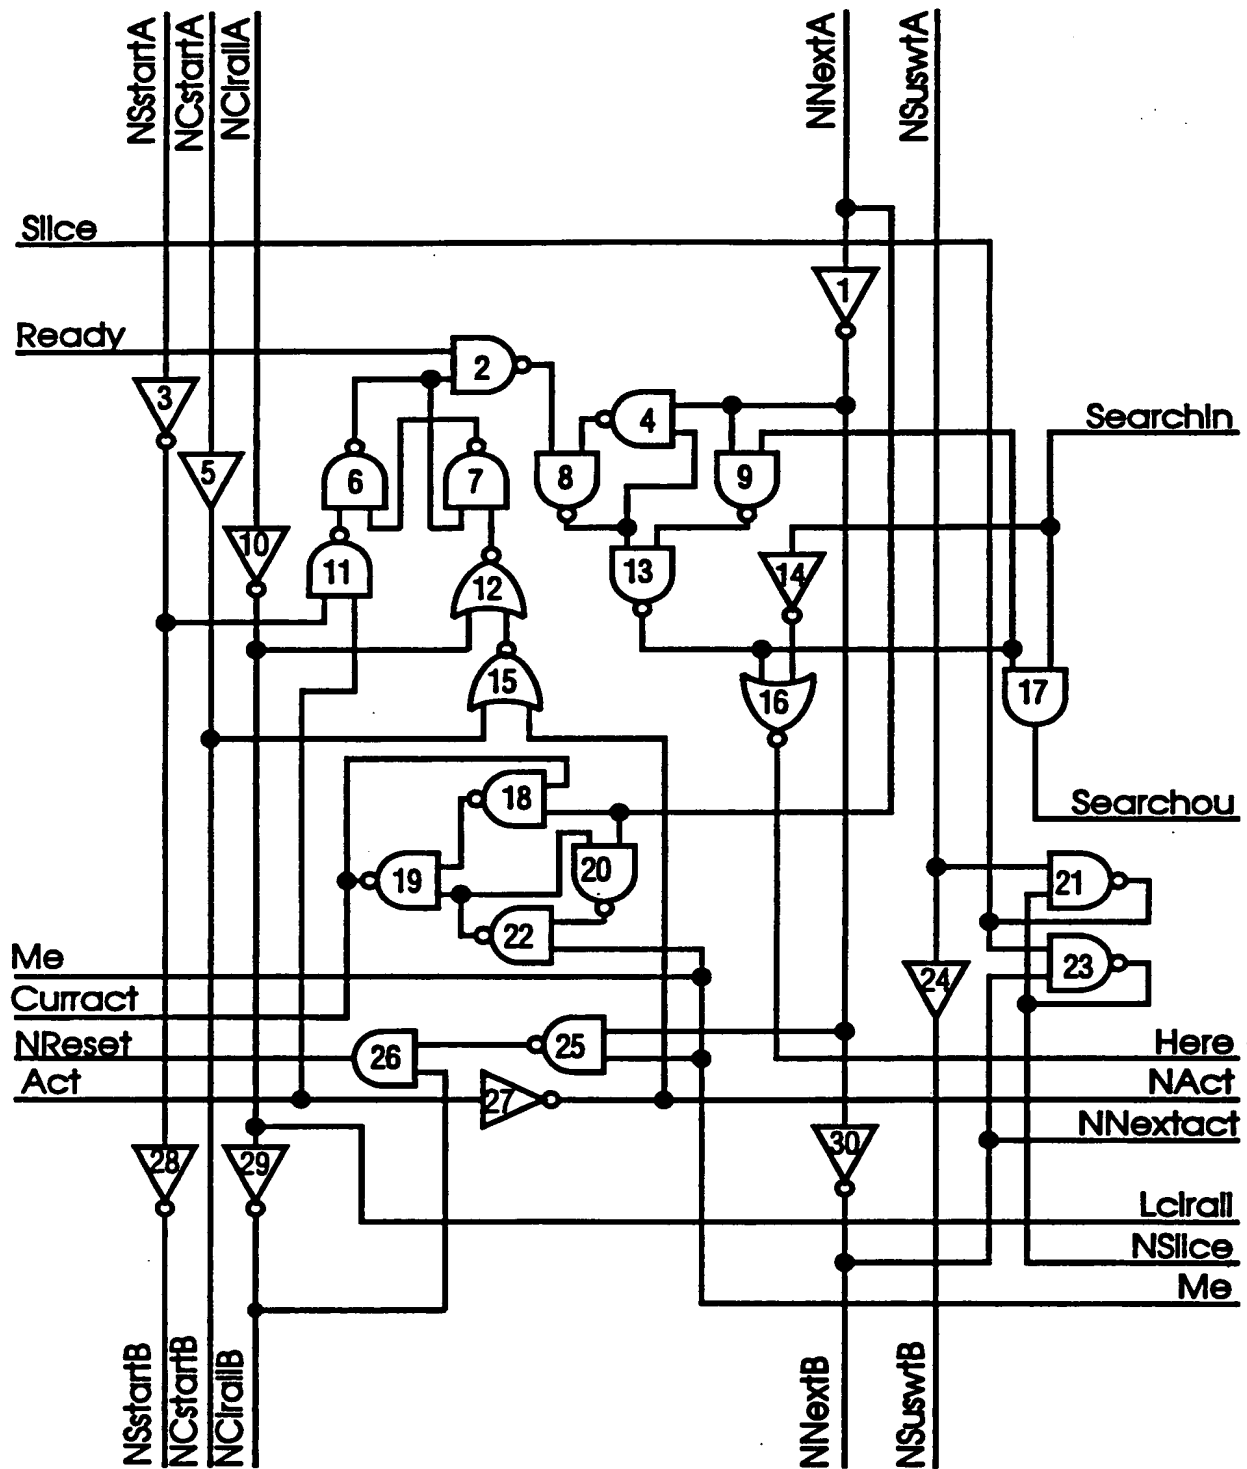 NSstartA
NCstartA
NClrallA
NNextA
NSuswtA
Slice
1
Ready
2
3
4
SearchIn
5
6
7
8
9
10
11
12
13
14
15
16
17
18
Searchou
19
20
21
22
23
24
Me
Curract
NReset
Act
25
26
27
Here
NAct
NNextact
28
29
30
Lclrall
NSlice
Me
NSstartB
NCstartB
NClrallB
NNextB
NSuswtB